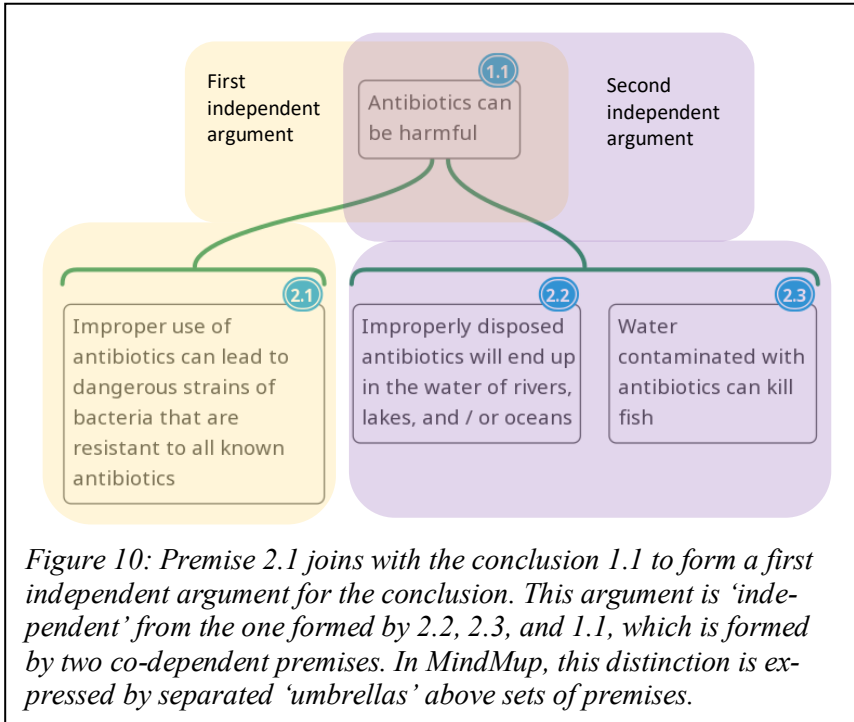 First
independent
argument
1.1
Antibiotics can
be harmful
Second
independent
argument
2.1
Improper use of
antibiotics can lead to
dangerous strains of
bacteria that are
resistant to all known
antibiotics
2.2
Improperly disposed
antibiotics will end up
in the water of rivers,
lakes, and / or oceans
2.3
Water
contaminated with
antibiotics can kill
fish
Figure 10: Premise 2.1 joins with the conclusion 1.1 to form a first
independent argument for the conclusion. This argument is ‘inde-
pendent’ from the one formed by 2.2, 2.3, and 1.1, which is formed
by two co-dependent premises. In MindMup, this distinction is ex-
pressed by separated ‘umbrellas’ above sets of premises.